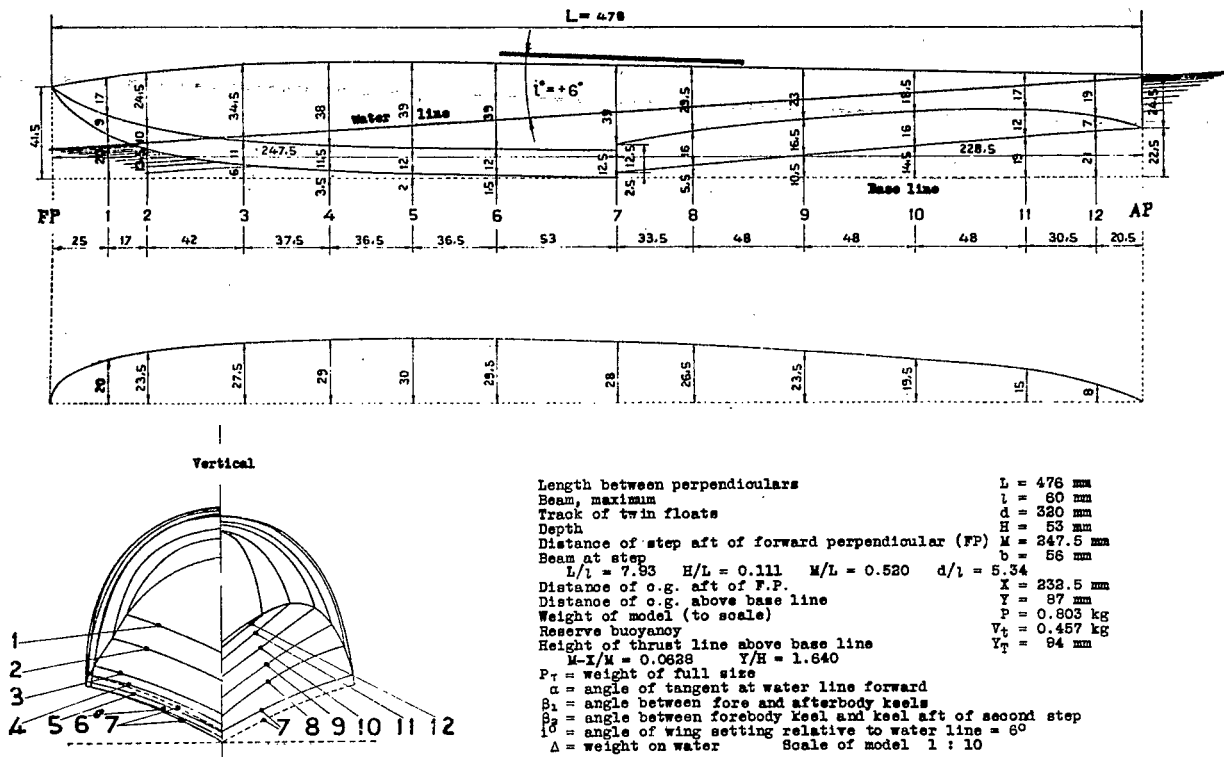 L = 476
i° = +6°
41,5
17
9
24,5
10
34,5
11
6
38
11,5
3,5
39
12
2
39
12
1,5
39
12,5
12,5
2,5
29,5
16
5,5
23
16,5
10,5
18,5
16
14,5
17
12
19
19
7
21
24,5
22,5
Water line
247,5
228,5
Base line
FP 1 2 3 4 5 6 7 8 9 10 11 12 AP
25 17 42 37,5 36,5 36,5 53 33,5 48 48 48 30,5 20,5
20 23,5 27,5 29 30 29,5 28 26,5 23,5 19,5 15 8
Vertical
1
2
3
4 5 6 7 7 8 9 10 11 12
Length between perpendiculars L = 476 mm
Beam, maximum l = 60 mm
Track of twin floats d = 320 mm
Depth H = 53 mm
Distance of step aft of forward perpendicular (FP) M = 247.5 mm
Beam at step b = 56 mm
L/l = 7.93 H/L = 0.111 M/L = 0.520 d/l = 5.34
Distance of c.g. aft of F.P. X = 232.5 mm
Distance of c.g. above base line Y = 87 mm
Weight of model (to scale) P = 0.803 kg
Reserve buoyancy Vt = 0.457 kg
Height of thrust line above base line YT = 94 mm
M-X/M = 0.0628 Y/H = 1.640
PT = weight of full size
α = angle of tangent at water line forward
β1 = angle between fore and afterbody keels
β2 = angle between forebody keel and keel aft of second step
i° = angle of wing setting relative to water line = 6°
Δ = weight on water Scale of model 1 : 10